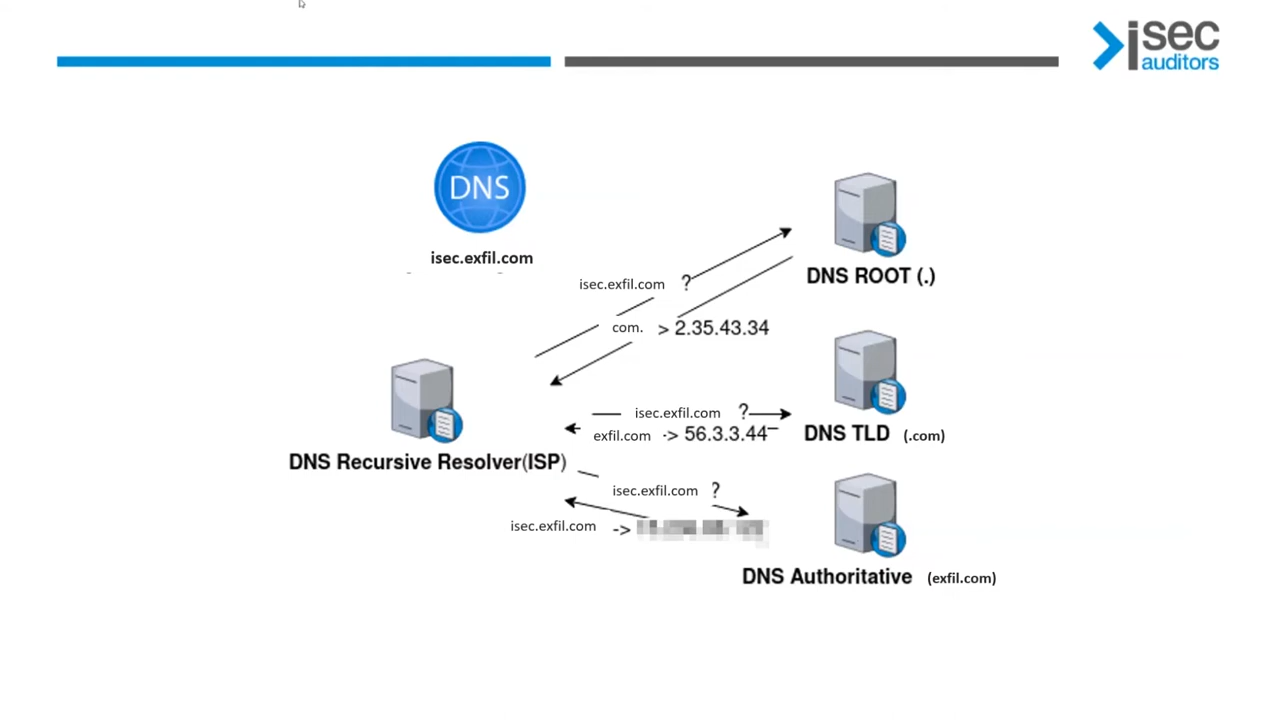 isec
auditors
DNS
isec.exfil.com
DNS ROOT (.)
isec.exfil.com ?
com. > 2.35.43.34
isec.exfil.com ?
exfil.com -> 56.3.3.44
DNS TLD (.com)
DNS Recursive Resolver(ISP)
isec.exfil.com ?
isec.exfil.com ->
DNS Authoritative (exfil.com)